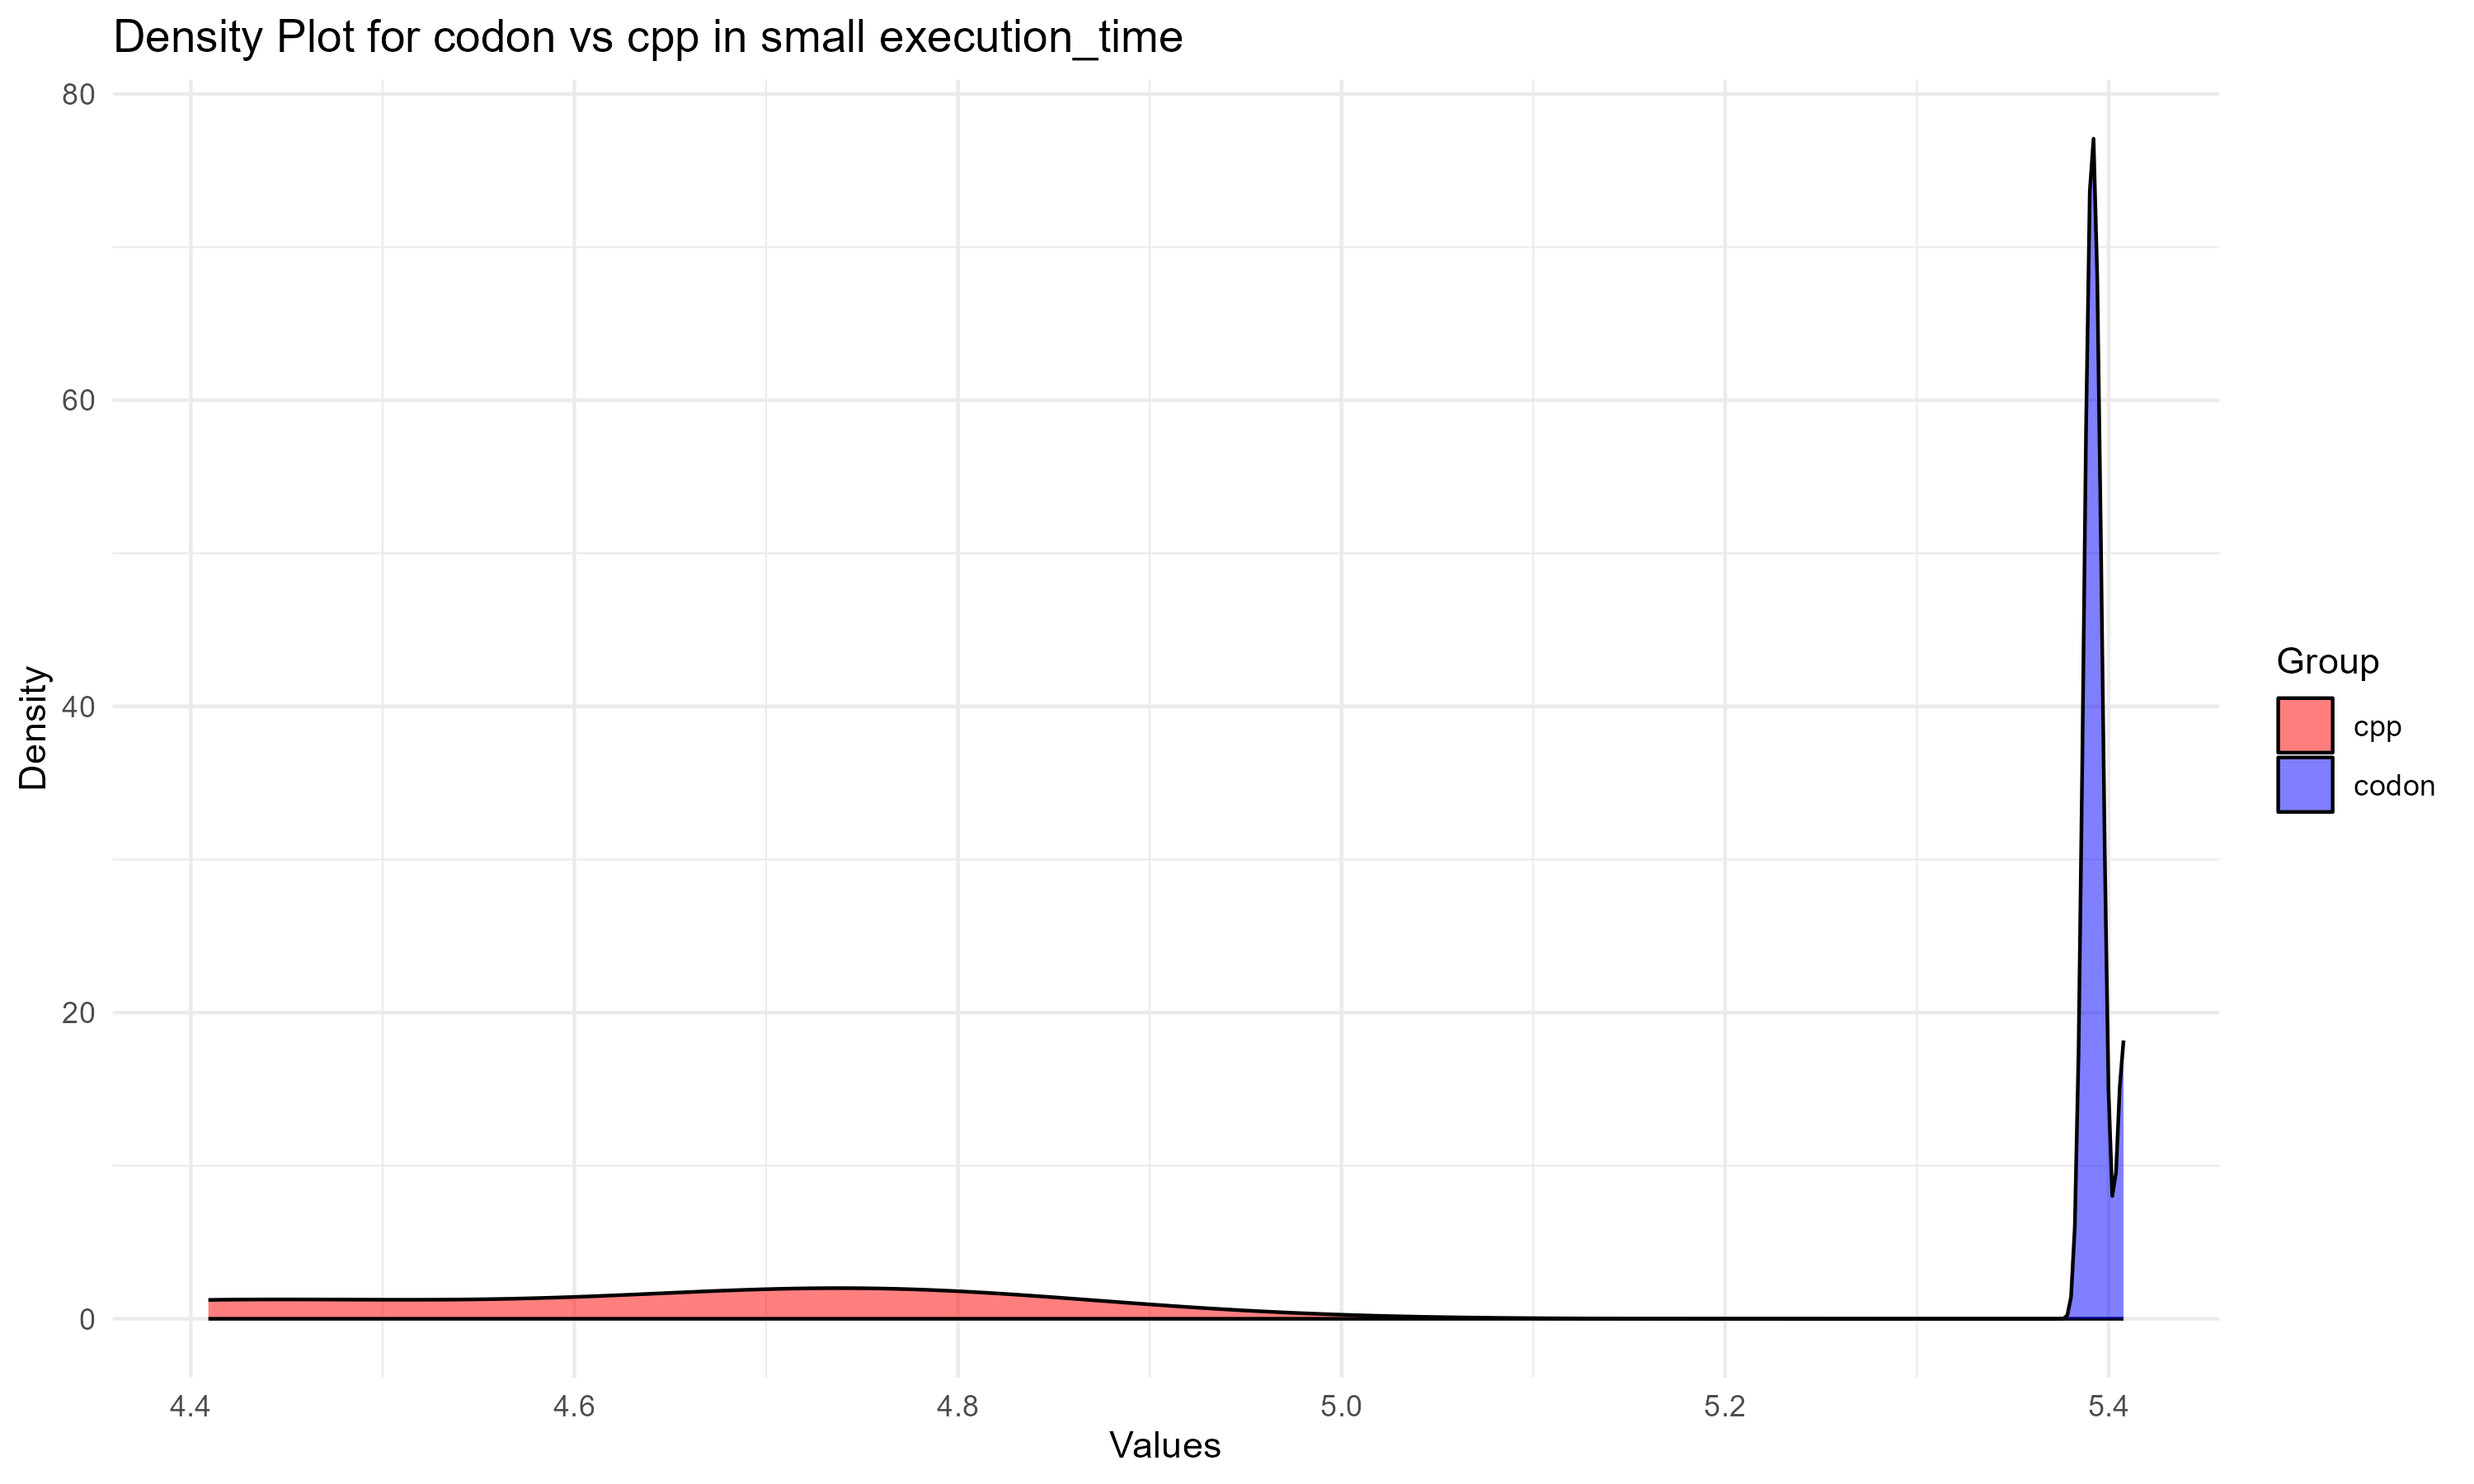 Density Plot for codon vs cpp in small execution_time
80
60
40
20
0
Density
4.4 4.6 4.8 5.0 5.2 5.4
Values
Group
cpp
codon